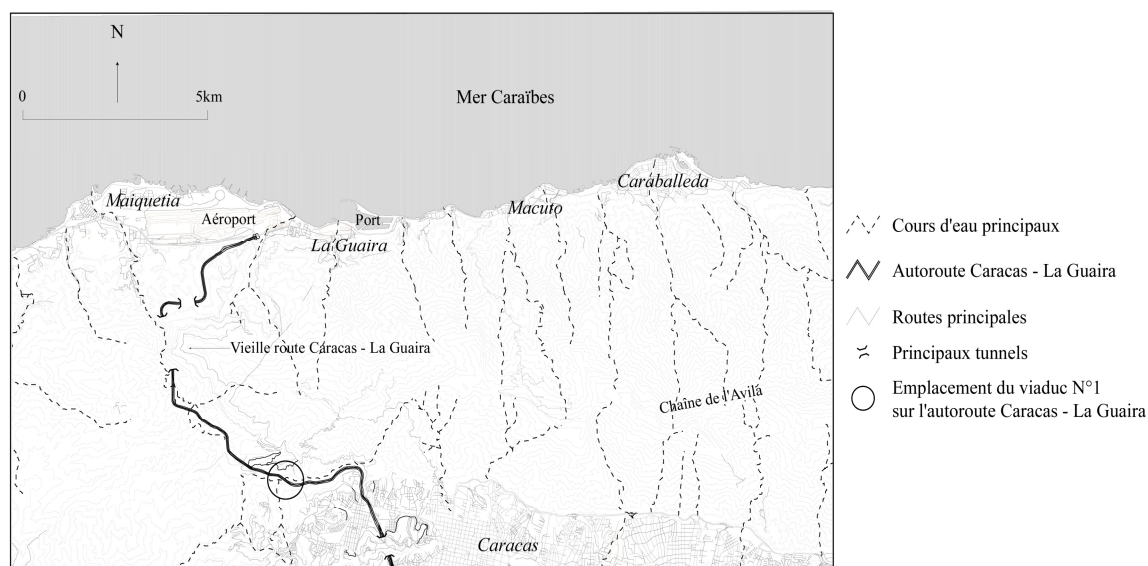 N
0 5km
Mer Caraïbes
Caraballeda
Maiquetia
Macuto
Aéroport
Port
La Guaira
Vieille route Caracas - La Guaira
Chaîne de l'Avila
Caracas
Cours d'eau principaux
Autoroute Caracas - La Guaira
Routes principales
Principaux tunnels
Emplacement du viaduc N°1
sur l'autoroute Caracas - La Guaira